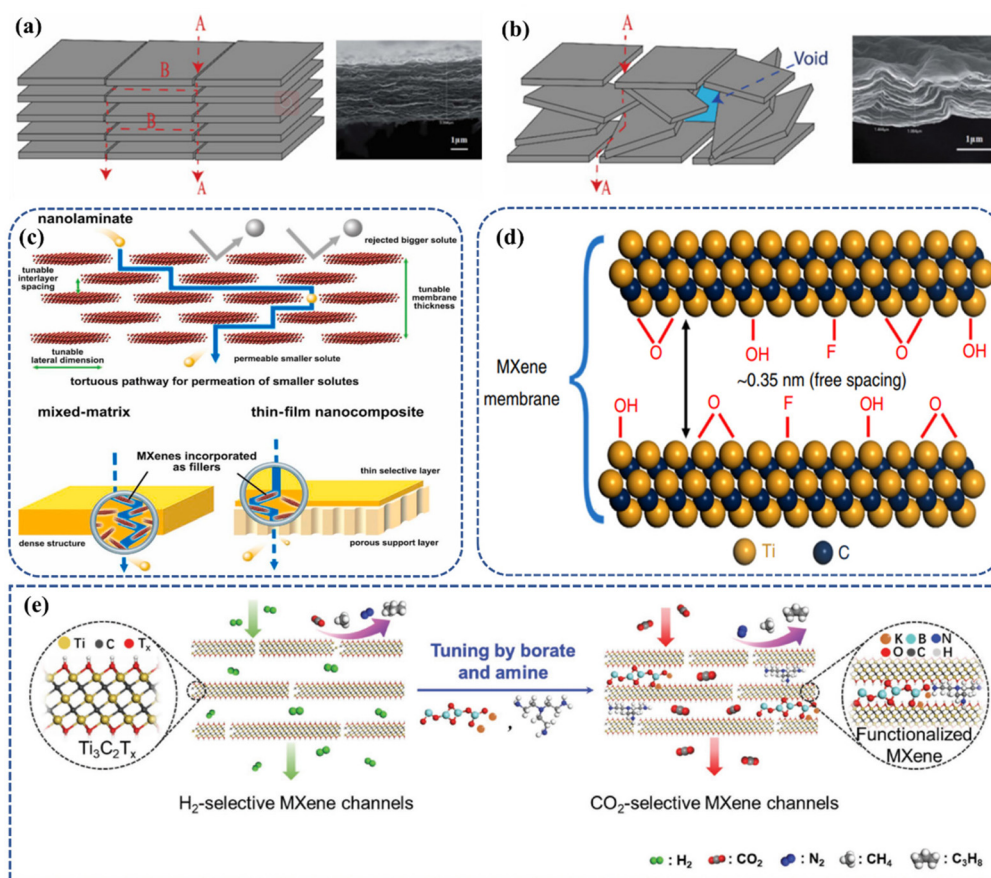 (a)
A
B
B
A
A
1μm
(b)
A
Void
A
1μm
(c)
nanolaminate
rejected bigger solute
tunable
interlayer
spacing
tunable
membrane
thickness
tunable
lateral dimension
permeable smaller solute
tortuous pathway for permeation of smaller solutes
mixed-matrix
thin-film nanocomposite
MXenes incorporated
as fillers
thin selective layer
dense structure
porous support layer
(d)
MXene
membrane
O
OH
F
O
OH
~0.35 nm (free spacing)
OH
O
F
OH
O
Ti
C
(e)
Ti C Tₓ
Ti₃C₂Tₓ
H₂-selective MXene channels
Tuning by borate
and amine
,
CO₂-selective MXene channels
K B N
O C H
Functionalized
MXene
: H₂ : CO₂ : N₂ : CH₄ : C₃H₈